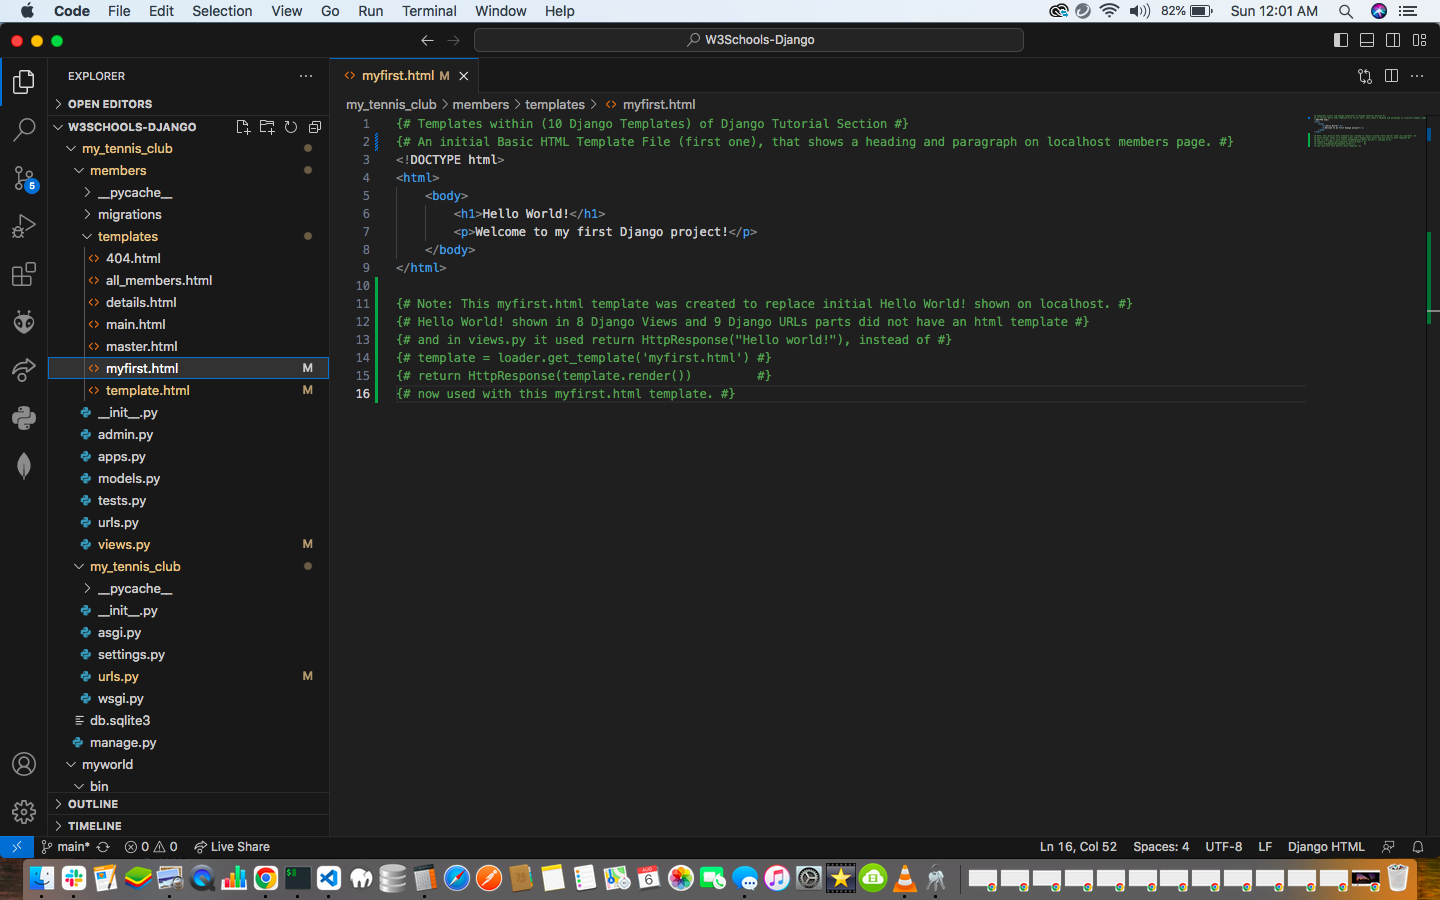 Code File Edit Selection View Go Run Terminal Window Help 82% Sun 12:01 AM
W3Schools-Django
EXPLORER
OPEN EDITORS
W3SCHOOLS-DJANGO
my_tennis_club
members
__pycache__
migrations
templates
404.html
all_members.html
details.html
main.html
master.html
myfirst.html M
template.html M
__init__.py
admin.py
apps.py
models.py
tests.py
urls.py
views.py M
my_tennis_club
__pycache__
__init__.py
asgi.py
settings.py
urls.py M
wsgi.py
db.sqlite3
manage.py
myworld
bin
OUTLINE
TIMELINE
5
myfirst.html M
my_tennis_club > members > templates > myfirst.html
1 {# Templates within (10 Django Templates) of Django Tutorial Section #}
2 {# An initial Basic HTML Template File (first one), that shows a heading and paragraph on localhost members page. #}
3 <!DOCTYPE html>
4 <html>
5 <body>
6 <h1>Hello World!</h1>
7 <p>Welcome to my first Django project!</p>
8 </body>
9 </html>
10
11 {# Note: This myfirst.html template was created to replace initial Hello World! shown on localhost. #}
12 {# Hello World! shown in 8 Django Views and 9 Django URLs parts did not have an html template #}
13 {# and in views.py it used return HttpResponse("Hello world!"), instead of #}
14 {# template = loader.get_template('myfirst.html') #}
15 {# return HttpResponse(template.render()) #}
16 {# now used with this myfirst.html template. #}
main* 0 0 Live Share Ln 16, Col 52 Spaces: 4 UTF-8 LF Django HTML
AUG
6